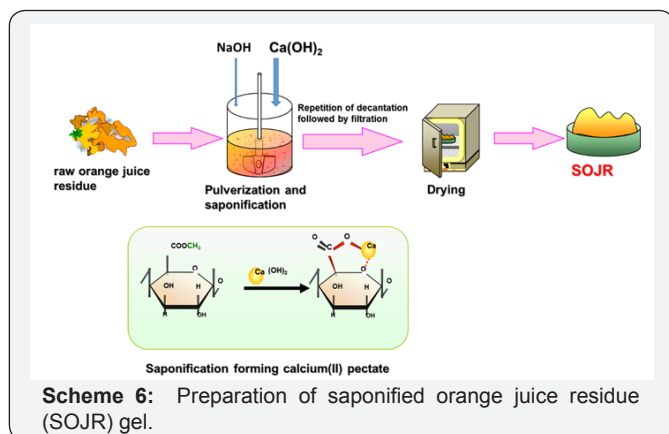 NaOH
Ca(OH)2
raw orange juice
residue
Pulverization and
saponification
Repetition of decantation
followed by filtration
Drying
SOJR
COOCH3
O
OH
H
H
OH
O
Ca (OH)2
O
C
O
Ca
O
OH
H
H
OH
O
Saponification forming calcium(II) pectate
Scheme 6: Preparation of saponified orange juice residue
(SOJR) gel.